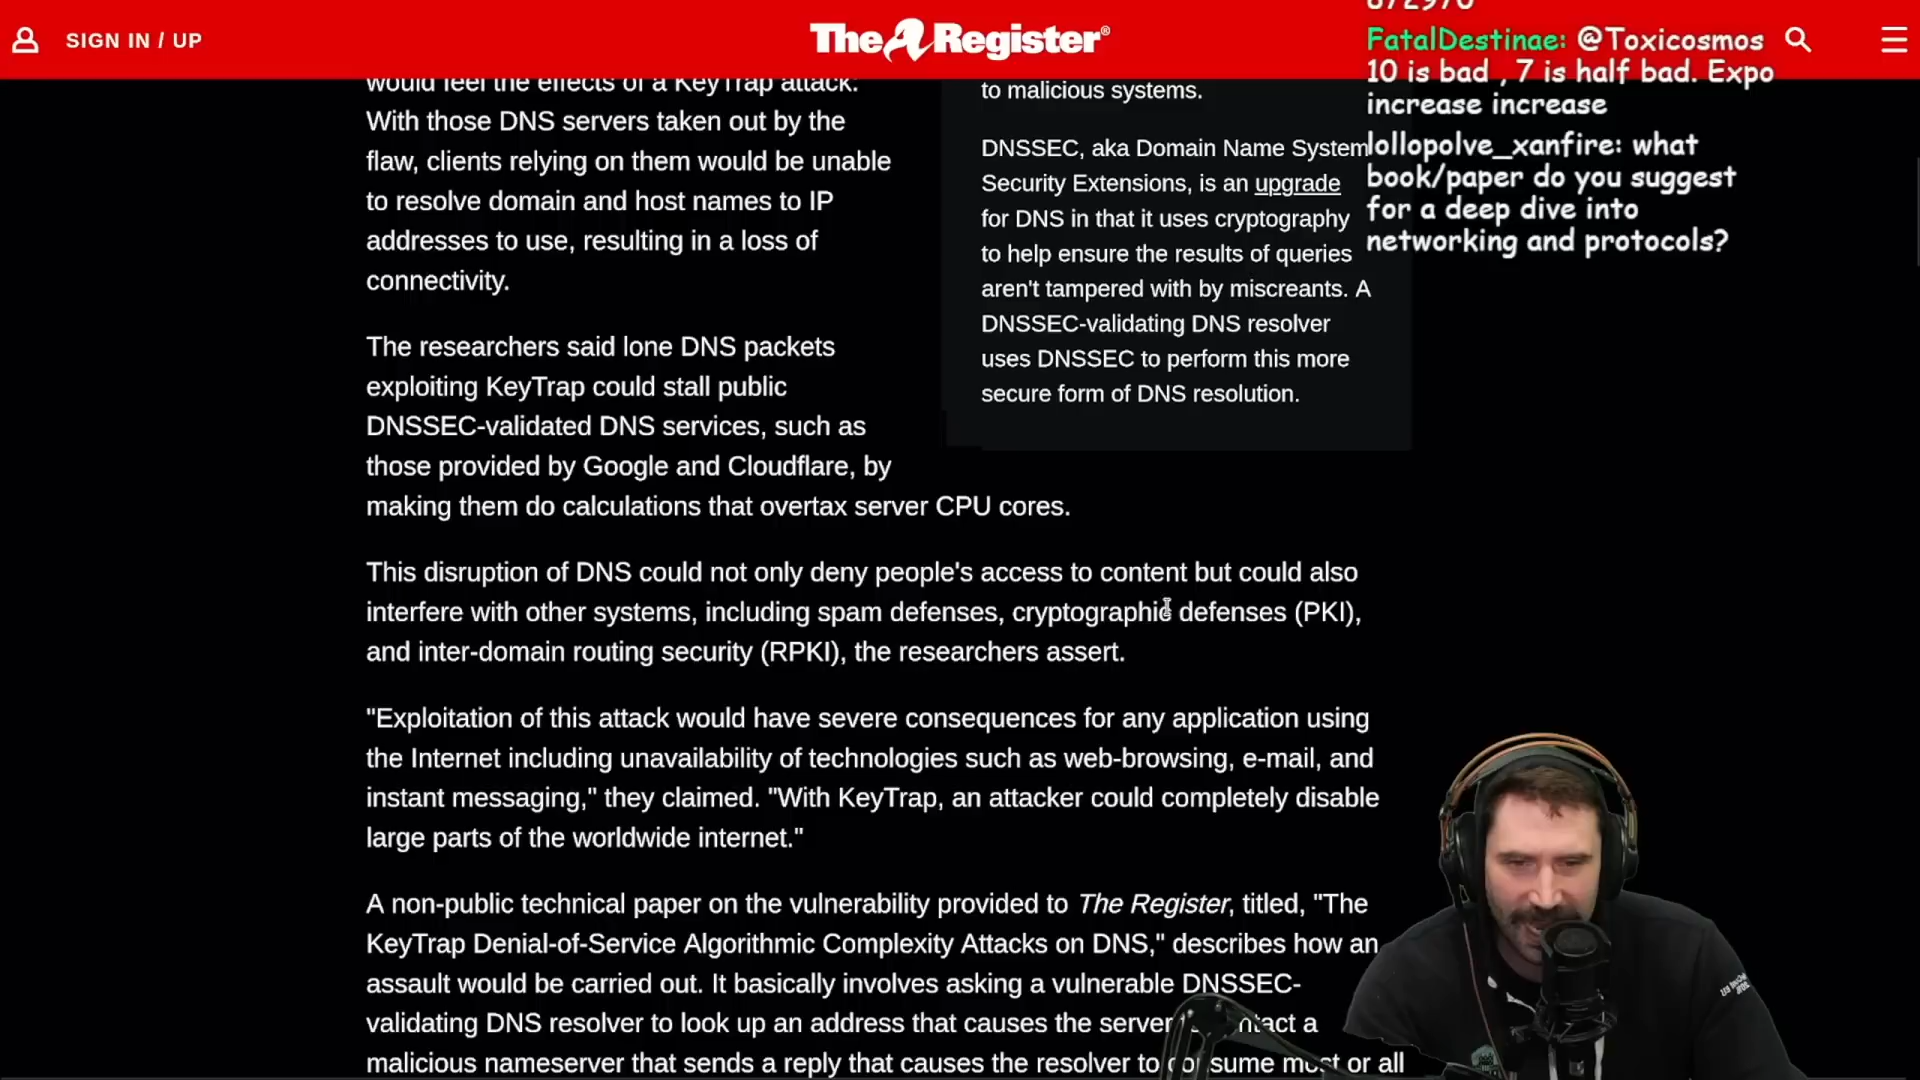 SIGN IN / UP
The Register®
would feel the effects of a KeyTrap attack.
With those DNS servers taken out by the
flaw, clients relying on them would be unable
to resolve domain and host names to IP
addresses to use, resulting in a loss of
connectivity.
The researchers said lone DNS packets
exploiting KeyTrap could stall public
DNSSEC-validated DNS services, such as
those provided by Google and Cloudflare, by
making them do calculations that overtax server CPU cores.
This disruption of DNS could not only deny people's access to content but could also
interfere with other systems, including spam defenses, cryptographic defenses (PKI),
and inter-domain routing security (RPKI), the researchers assert.
"Exploitation of this attack would have severe consequences for any application using
the Internet including unavailability of technologies such as web-browsing, e-mail, and
instant messaging," they claimed. "With KeyTrap, an attacker could completely disable
large parts of the worldwide internet."
A non-public technical paper on the vulnerability provided to The Register, titled, "The
KeyTrap Denial-of-Service Algorithmic Complexity Attacks on DNS," describes how an
assault would be carried out. It basically involves asking a vulnerable DNSSEC-
validating DNS resolver to look up an address that causes the server contact a
malicious nameserver that sends a reply that causes the resolver to consume most or all
to malicious systems.
DNSSEC, aka Domain Name System
Security Extensions, is an upgrade
for DNS in that it uses cryptography
to help ensure the results of queries
aren't tampered with by miscreants. A
DNSSEC-validating DNS resolver
uses DNSSEC to perform this more
secure form of DNS resolution.
872970
FatalDestinae: @Toxicosmos
10 is bad , 7 is half bad. Expo
increase increase
lollopolve_xanfire: what
book/paper do you suggest
for a deep dive into
networking and protocols?